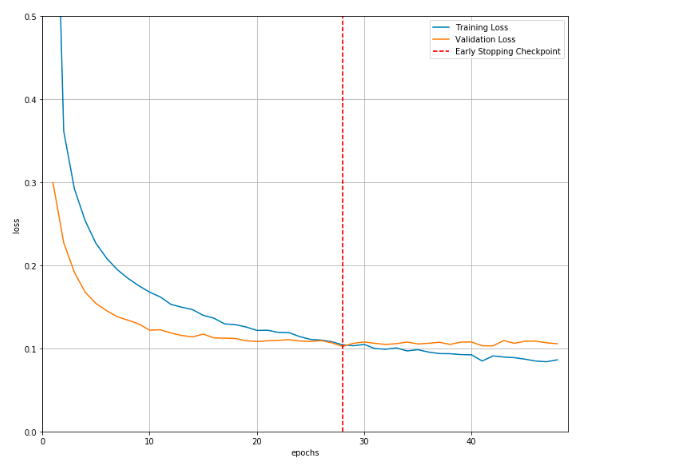 0.5
Training Loss
Validation Loss
Early Stopping Checkpoint
0.4
0.3
loss
0.2
0.1
0.0
0 10 20 30 40
epochs